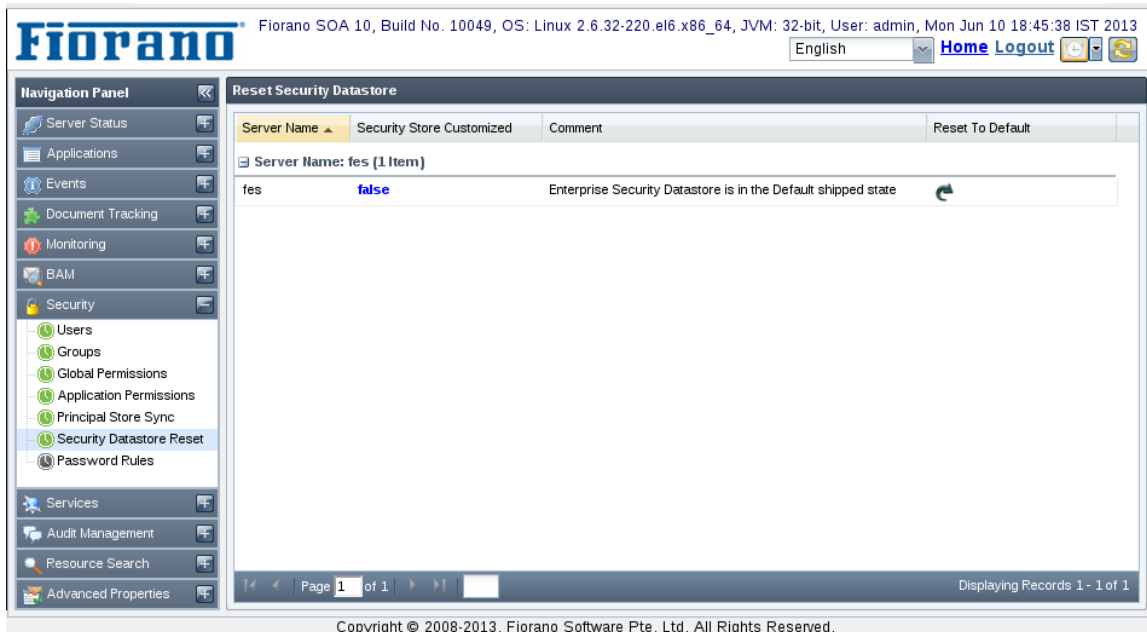 Fiorano
Fiorano SOA 10, Build No. 10049, OS: Linux 2.6.32-220.el6.x86_64, JVM: 32-bit, User: admin, Mon Jun 10 18:45:38 IST 2013
English Home Logout
Navigation Panel
Server Status
Applications
Events
Document Tracking
Monitoring
BAM
Security
Users
Groups
Global Permissions
Application Permissions
Principal Store Sync
Security Datastore Reset
Password Rules
Services
Audit Management
Resource Search
Advanced Properties
Reset Security Datastore
Server Name Security Store Customized Comment Reset To Default
Server Name: fes (1 Item)
fes false Enterprise Security Datastore is in the Default shipped state
Page 1 of 1 Displaying Records 1 - 1 of 1
Copyright © 2008-2013, Fiorano Software Pte. Ltd. All Rights Reserved.